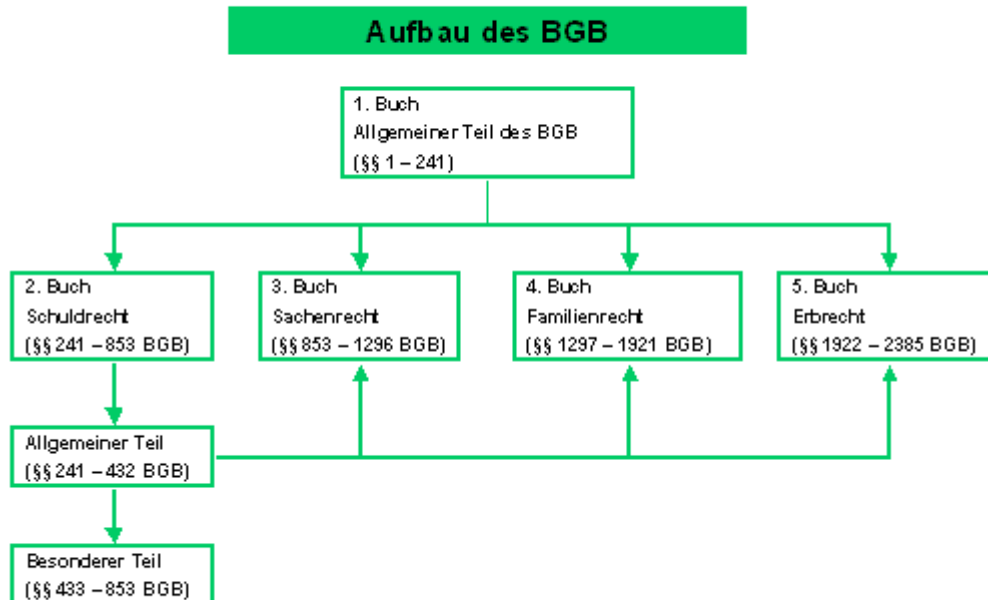 Aufbau des BGB
1. Buch
Allgemeiner Teil des BGB
(§§ 1 – 241)
2. Buch
Schuldrecht
(§§ 241 – 853 BGB)
3. Buch
Sachenrecht
(§§ 853 – 1296 BGB)
4. Buch
Familienrecht
(§§ 1297 – 1921 BGB)
5. Buch
Erbrecht
(§§ 1922 – 2385 BGB)
Allgemeiner Teil
(§§ 241 – 432 BGB)
Besonderer Teil
(§§ 433 – 853 BGB)